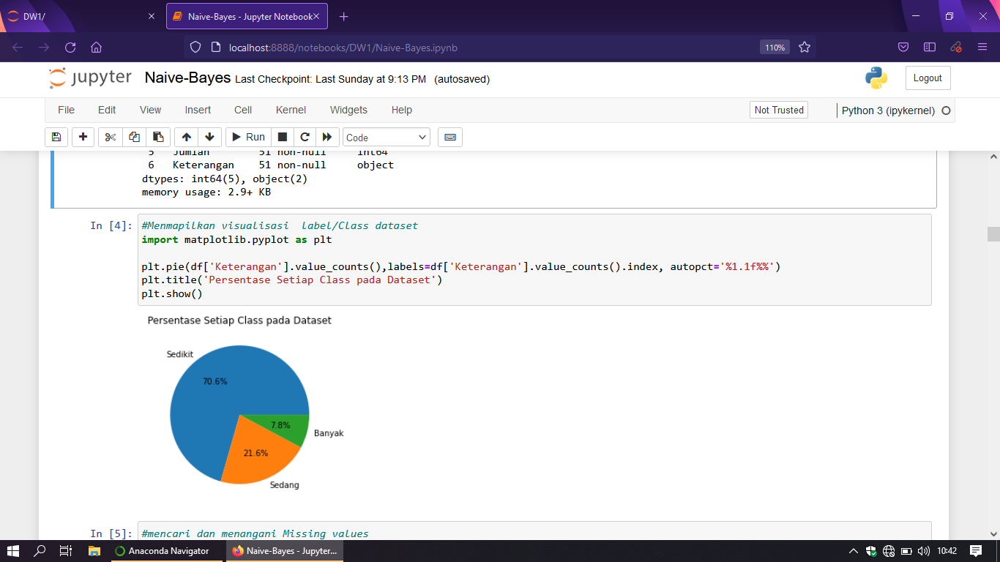 DW1/
Naive-Bayes - Jupyter Notebook
localhost:8888/notebooks/DW1/Naive-Bayes.ipynb
110%
jupyter Naive-Bayes Last Checkpoint: Last Sunday at 9:13 PM (autosaved)
Logout
File Edit View Insert Cell Kernel Widgets Help
Not Trusted
Python 3 (ipykernel)
Run
Code
5 Jumlah 51 non-null int64
6 Keterangan 51 non-null object
dtypes: int64(5), object(2)
memory usage: 2.9+ KB
In [4]:
#Menmapilkan visualisasi  label/Class dataset
import matplotlib.pyplot as plt
plt.pie(df['Keterangan'].value_counts(),labels=df['Keterangan'].value_counts().index, autopct='%1.1f%%')
plt.title('Persentase Setiap Class pada Dataset')
plt.show()
Persentase Setiap Class pada Dataset
Sedikit
70.6%
7.8%
Banyak
21.6%
Sedang
In [5]:
#mencari dan menangani Missing values
Anaconda Navigator
Naive-Bayes - Jupyter...
10:42